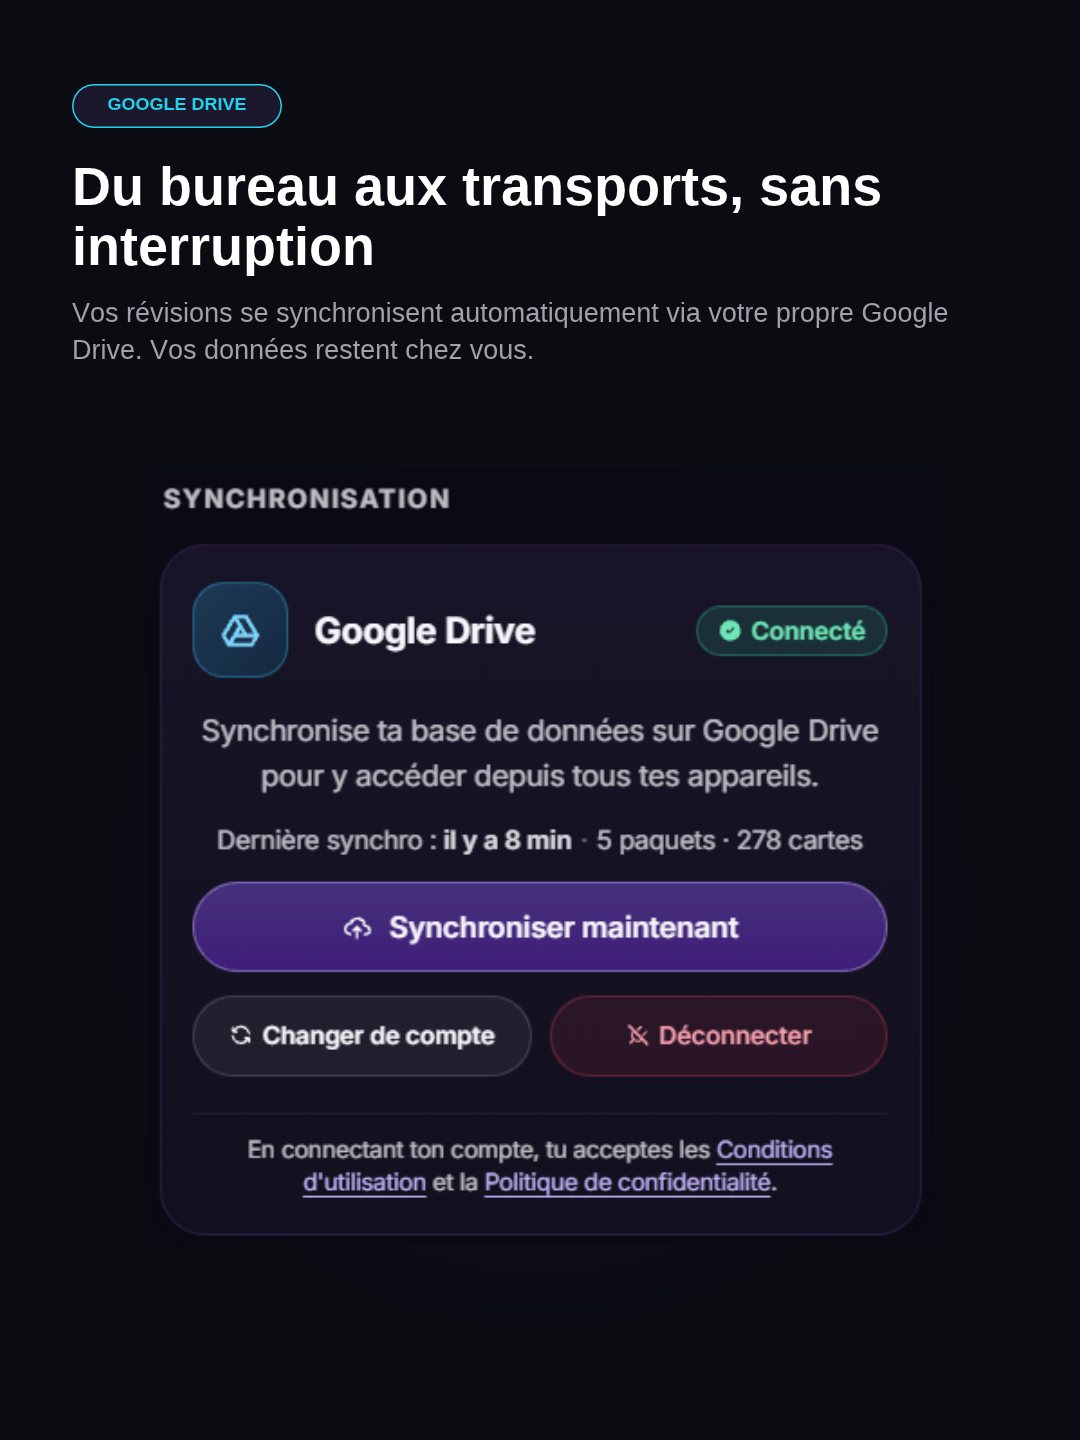 GOOGLE DRIVE
Du bureau aux transports, sans
interruption
Vos révisions se synchronisent automatiquement via votre propre Google
Drive. Vos données restent chez vous.
SYNCHRONISATION
Google Drive
Connecté
Synchronise ta base de données sur Google Drive
pour y accéder depuis tous tes appareils.
Dernière synchro : il y a 8 min · 5 paquets · 278 cartes
Synchroniser maintenant
Changer de compte
Déconnecter
En connectant ton compte, tu acceptes les Conditions
d'utilisation et la Politique de confidentialité.